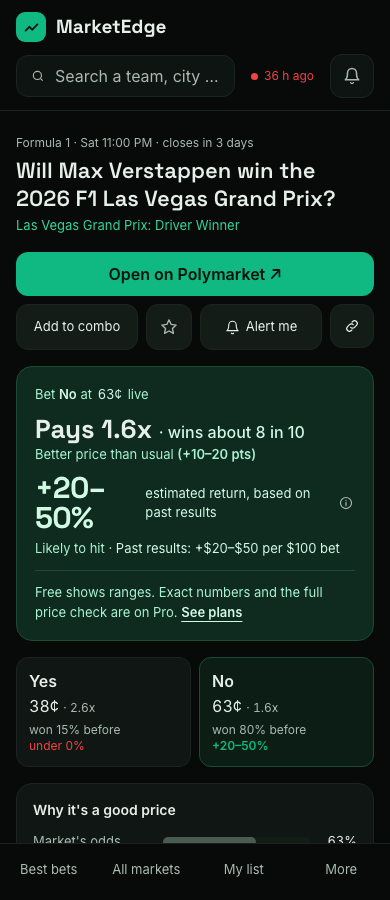 MarketEdge
Search a team, city ...
36 h ago
Formula 1 · Sat 11:00 PM · closes in 3 days
Will Max Verstappen win the
2026 F1 Las Vegas Grand Prix?
Las Vegas Grand Prix: Driver Winner
Open on Polymarket ↗
Add to combo
Alert me
Bet No at 63¢ live
Pays 1.6x · wins about 8 in 10
Better price than usual (+10–20 pts)
+20–
50%
estimated return, based on
past results
Likely to hit · Past results: +$20–$50 per $100 bet
Free shows ranges. Exact numbers and the full
price check are on Pro. See plans
Yes
38¢ · 2.6x
won 15% before
under 0%
No
63¢ · 1.6x
won 80% before
+20–50%
Why it's a good price
Market's odds
63%
Best bets
All markets
My list
More